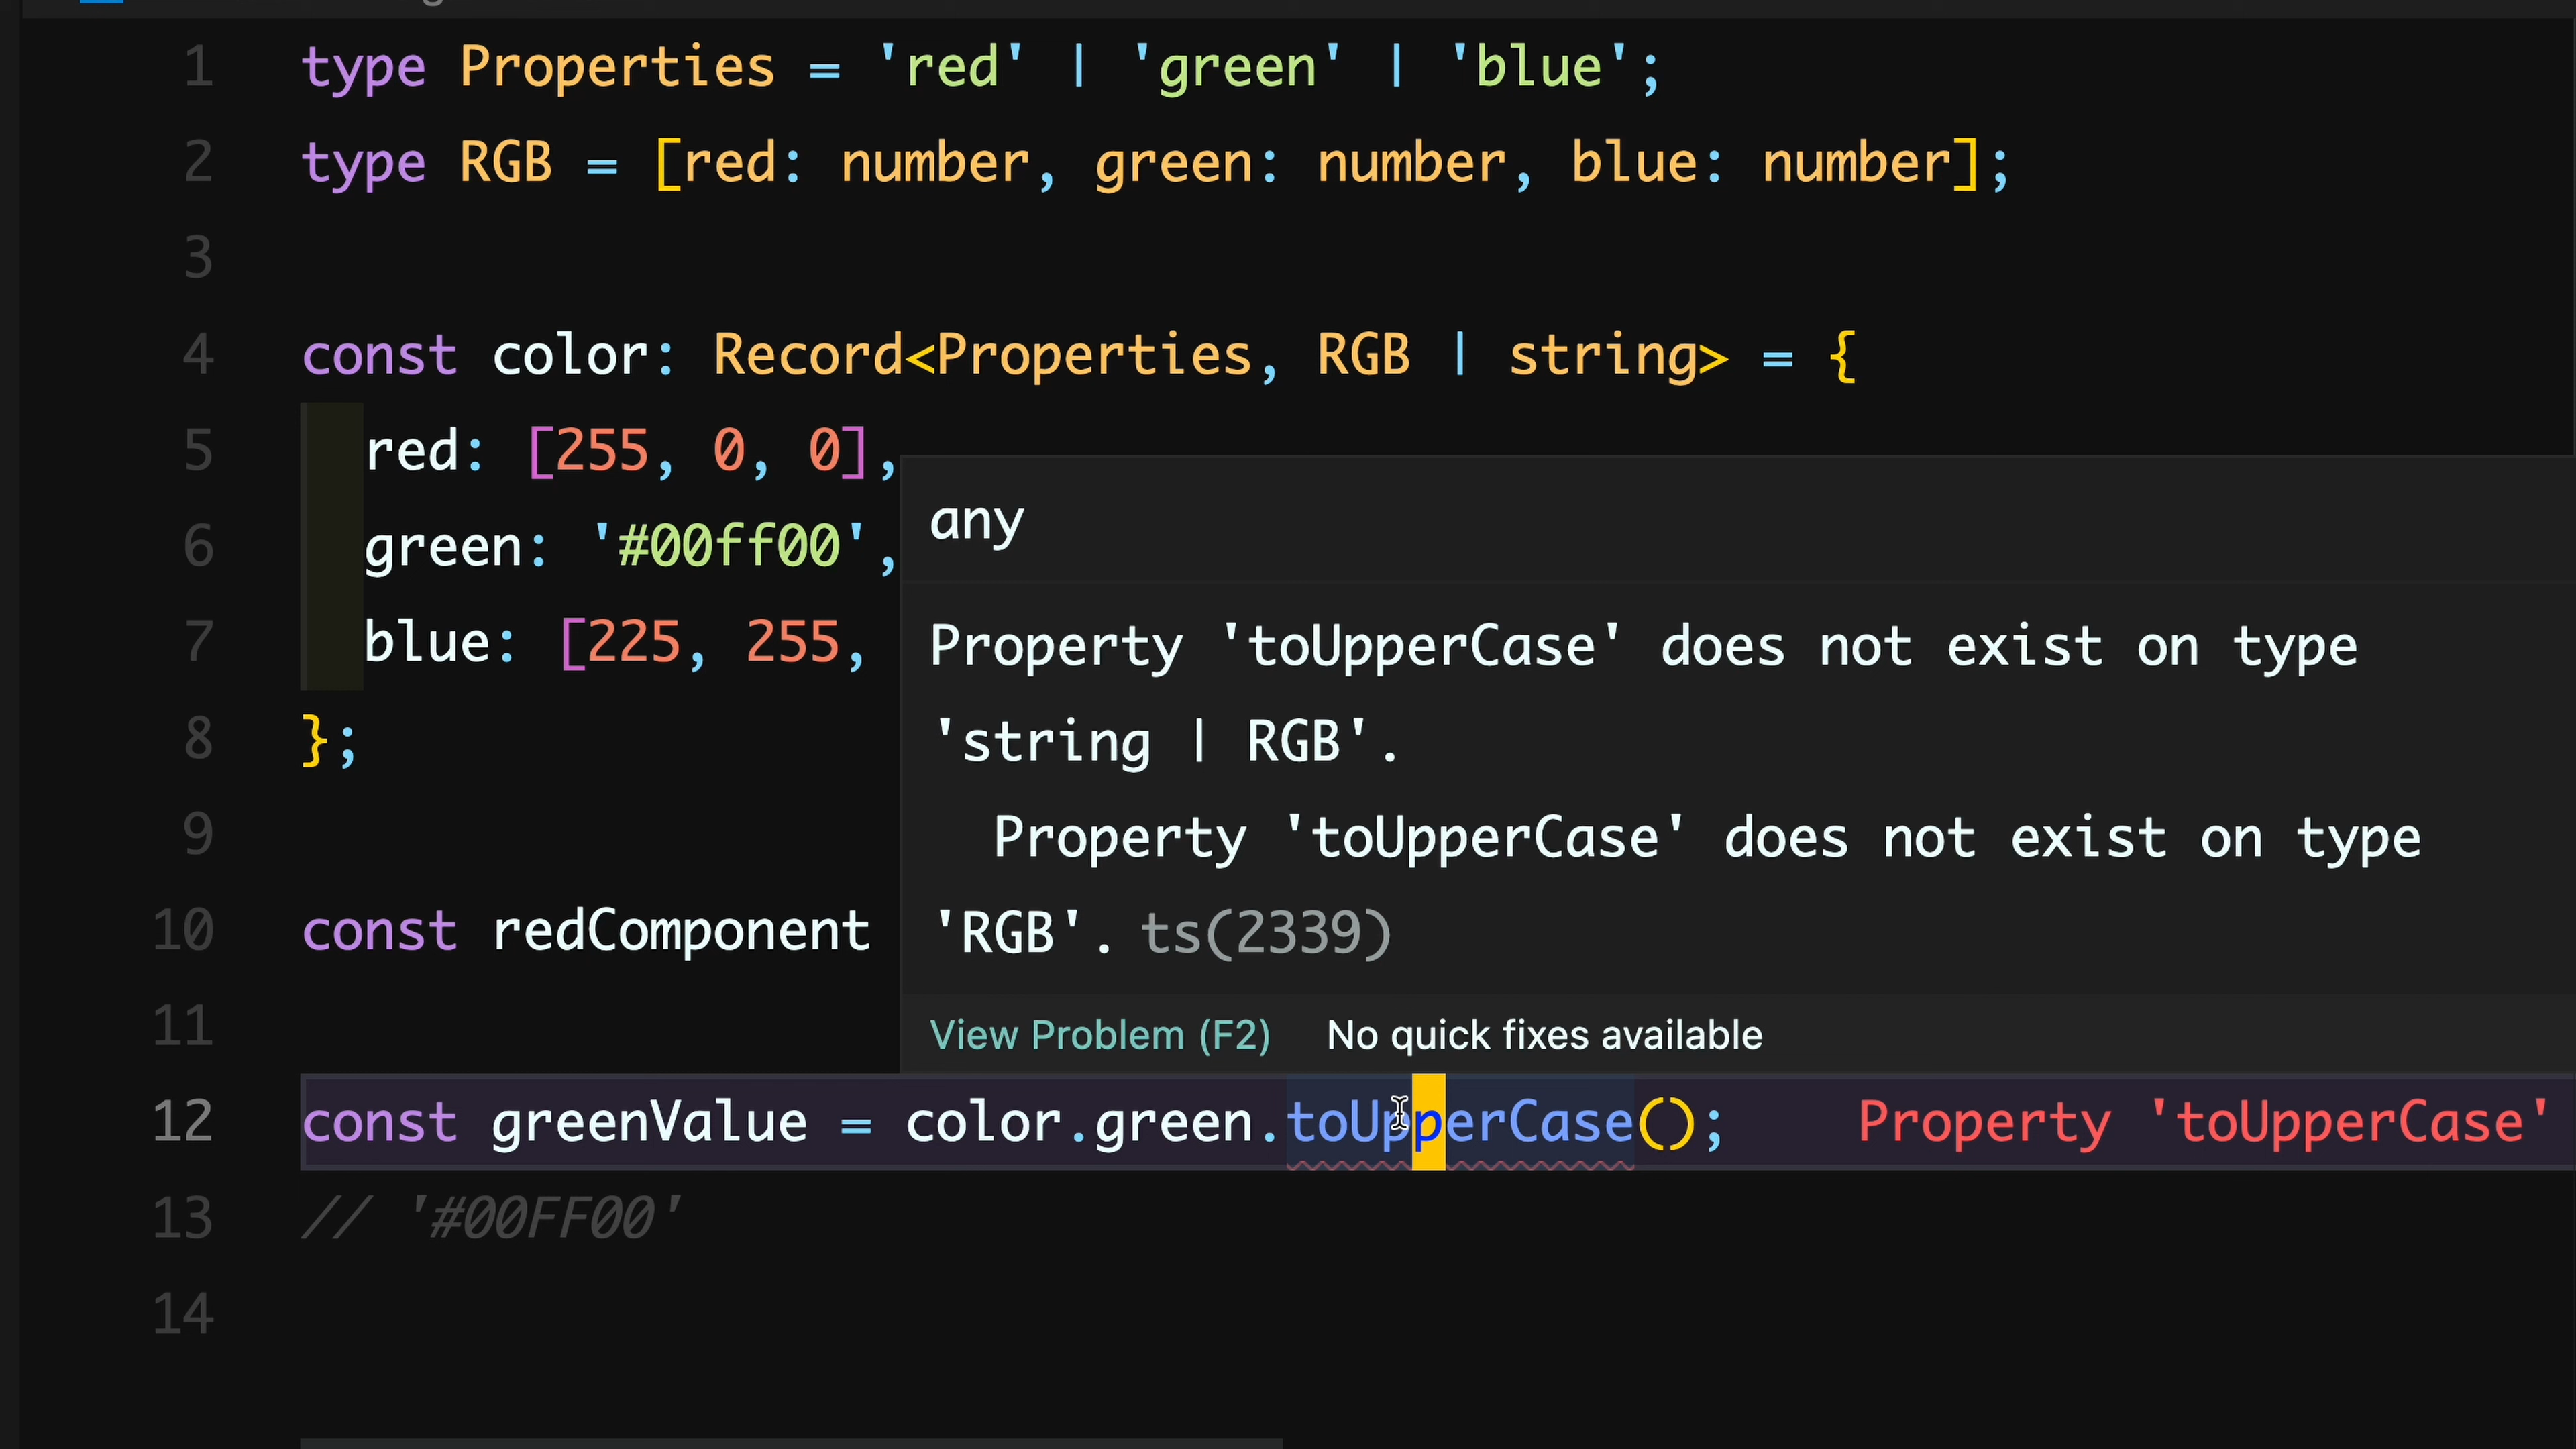 1 type Properties = 'red' | 'green' | 'blue';
2 type RGB = [red: number, green: number, blue: number];
3
4 const color: Record<Properties, RGB | string> = {
5 red: [255, 0, 0],
6 green: '#00ff00',
7 blue: [225, 255,
8 };
9
10 const redComponent
11
12 const greenValue = color.green.toUpperCase(); Property 'toUpperCase'
13 // '#00FF00'
14
any
Property 'toUpperCase' does not exist on type
'string | RGB'.
Property 'toUpperCase' does not exist on type
'RGB'. ts(2339)
View Problem (F2) No quick fixes available